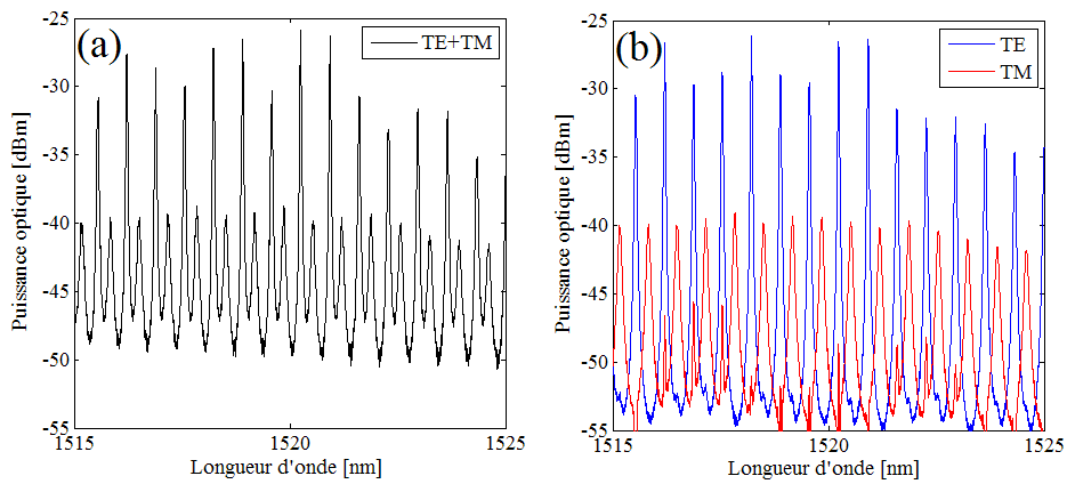 (a)
TE+TM
Puissance optique [dBm]
-25
-30
-35
-40
-45
-50
-55
1515
1520
1525
Longueur d'onde [nm]
(b)
TE
TM
Puissance optique [dBm]
-25
-30
-35
-40
-45
-50
-55
1515
1520
1525
Longueur d'onde [nm]